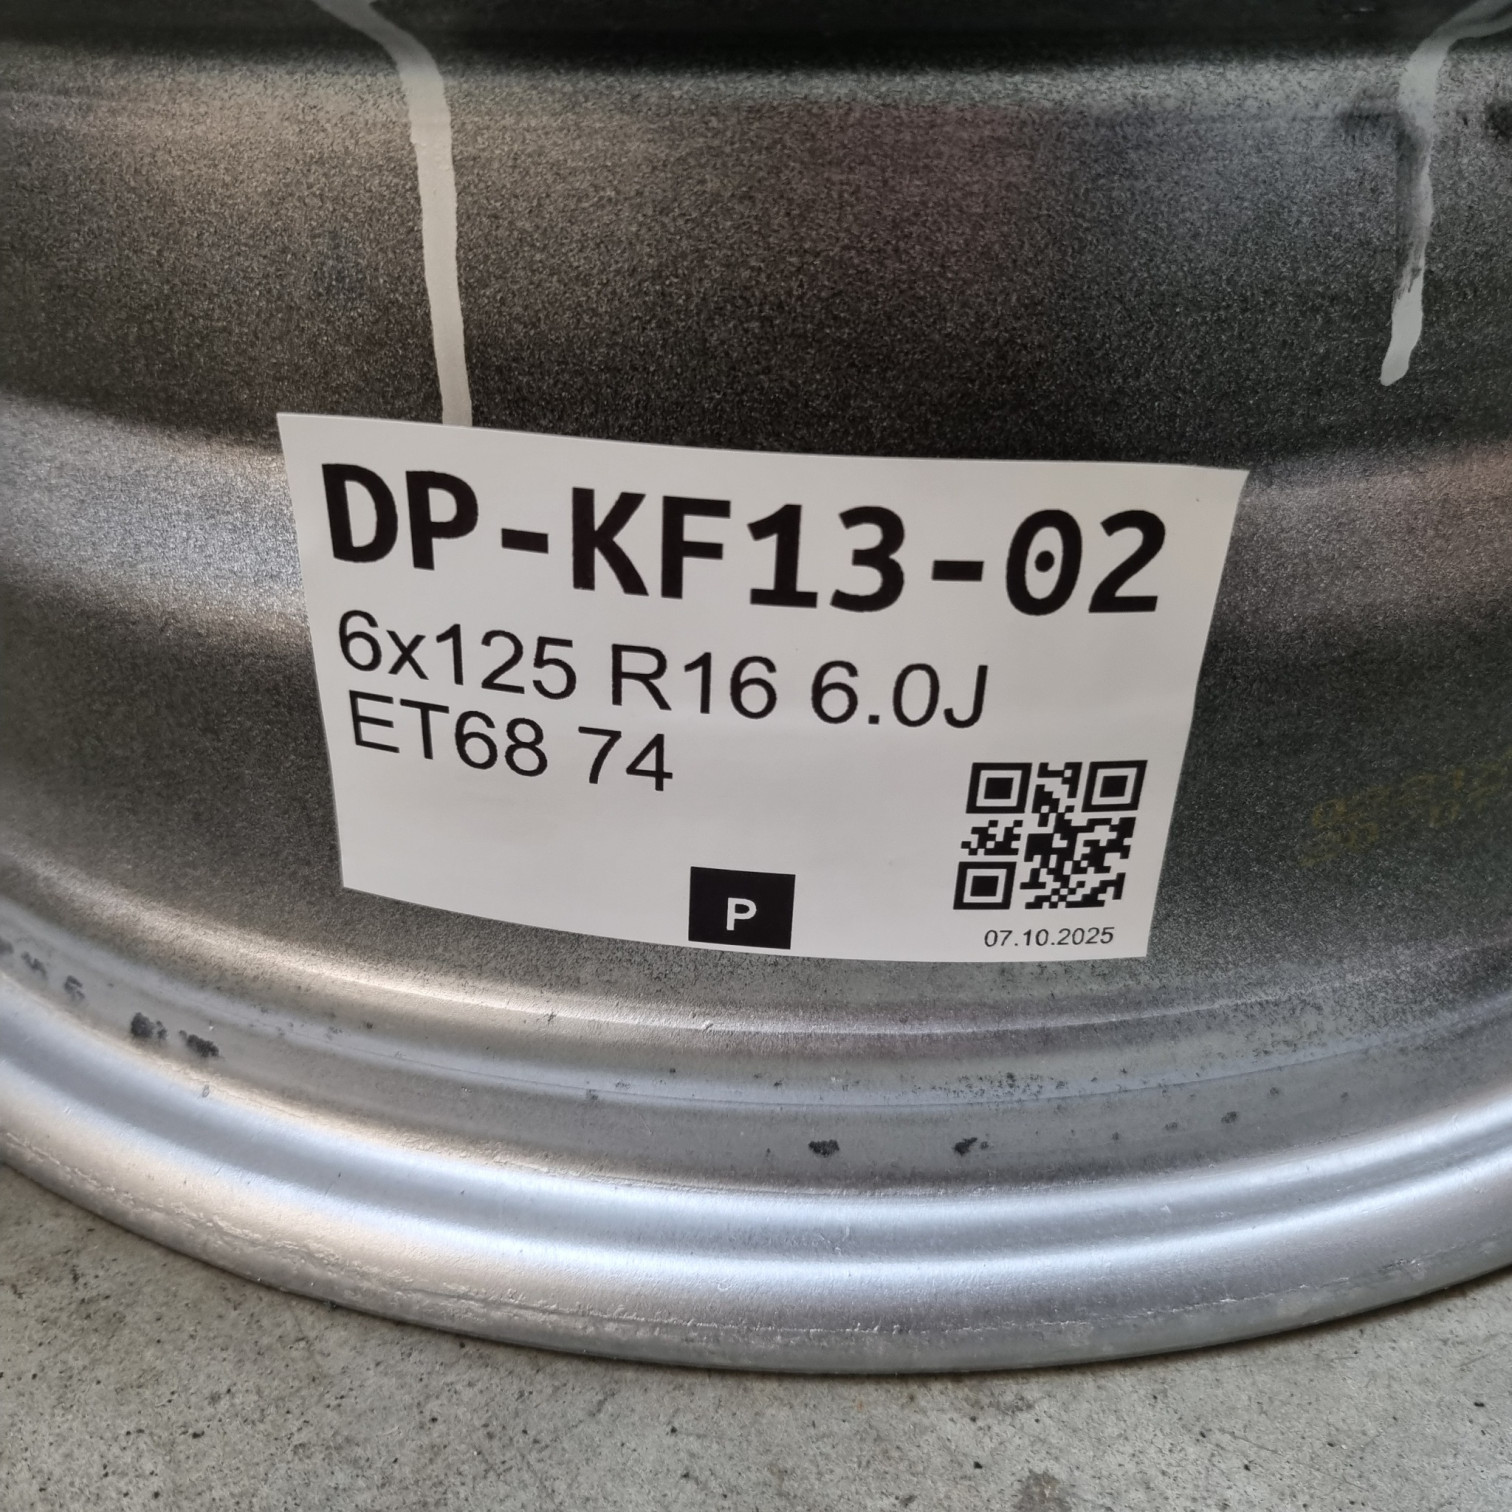 DP-KF13-02
6x125 R16 6.0J
ET68 74
P
07.10.2025